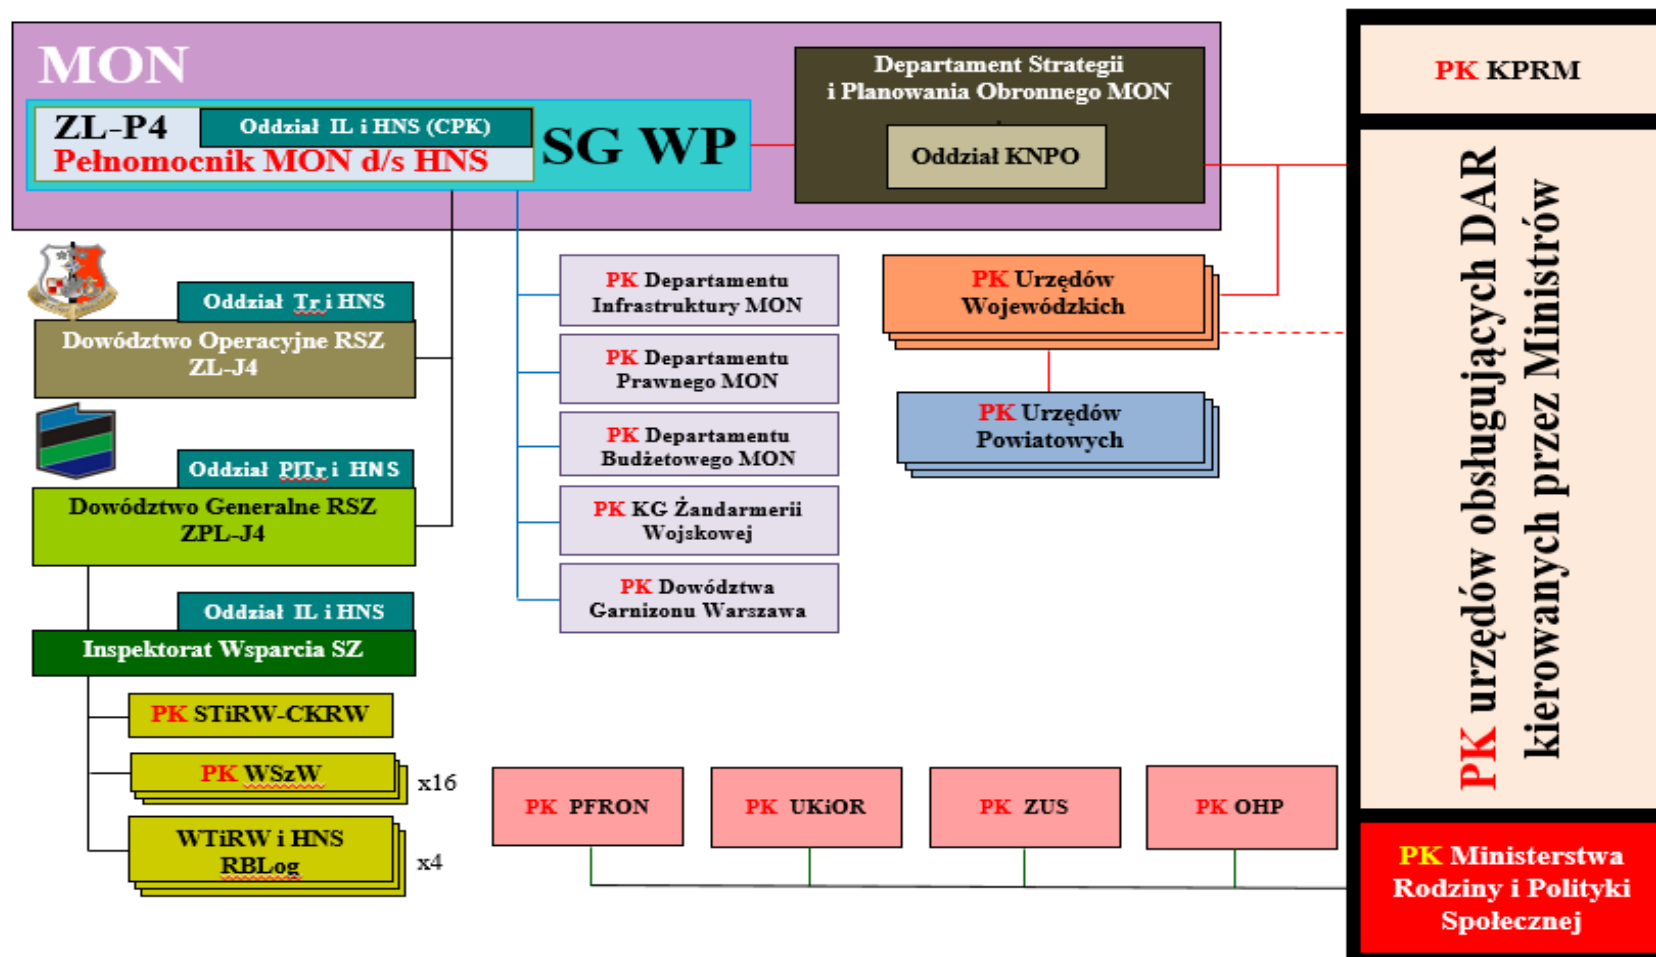 MON
ZL-P4
Oddział IL i HNS (CPK)
Pełnomocnik MON d/s HNS
SG WP
Departament Strategii
i Planowania Obronnego MON
Oddział KNPO
PK KPRM
PK urzędów obsługujących DAR
kierowanych przez Ministrów
PK Ministerstwa
Rodziny i Polityki
Społecznej
Oddział Tr i HNS
Dowództwo Operacyjne RSZ
ZL-J4
Oddział PlTr i HNS
Dowództwo Generalne RSZ
ZPL-J4
Oddział IL i HNS
Inspektorat Wsparcia SZ
PK STiRW-CKRW
PK WSzW
x16
WTiRW i HNS
RBLog
x4
PK Departamentu
Infrastruktury MON
PK Departamentu
Prawnego MON
PK Departamentu
Budżetowego MON
PK KG Żandarmerii
Wojskowej
PK Dowództwa
Garnizonu Warszawa
PK Urzędów
Wojewódzkich
PK Urzędów
Powiatowych
PK PFRON
PK UKiOR
PK ZUS
PK OHP